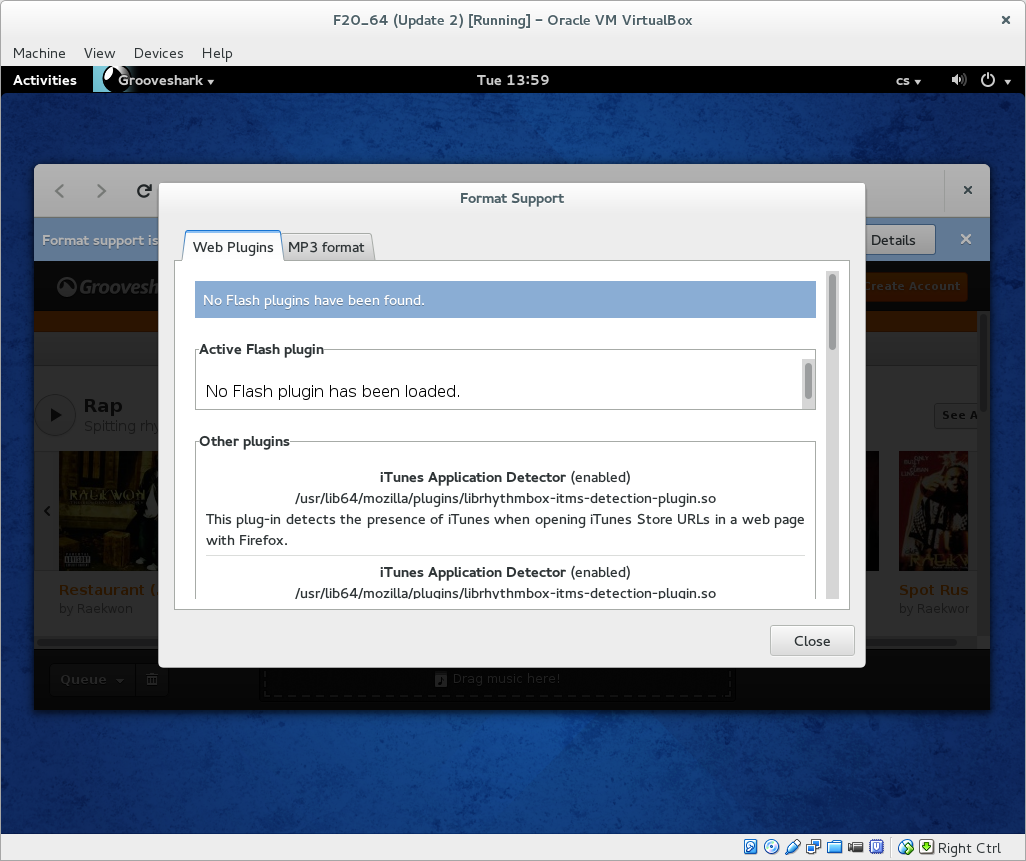 F20_64 (Update 2) [Running] – Oracle VM VirtualBox
Machine View Devices Help
Activities Grooveshark Tue 13:59 cs
Format Support
Format support is Details
Web Plugins MP3 format
No Flash plugins have been found.
Create Account
Active Flash plugin
No Flash plugin has been loaded.
Rap
Spitting rhy
See A
Other plugins
iTunes Application Detector (enabled)
/usr/lib64/mozilla/plugins/librhythmbox-itms-detection-plugin.so
This plug-in detects the presence of iTunes when opening iTunes Store URLs in a web page
with Firefox.
iTunes Application Detector (enabled)
/usr/lib64/mozilla/plugins/librhythmbox-itms-detection-plugin.so
Restaurant ( Spot Rus
by Raekwon by Raekwon
Close
Queue Drag music here!
Right Ctrl